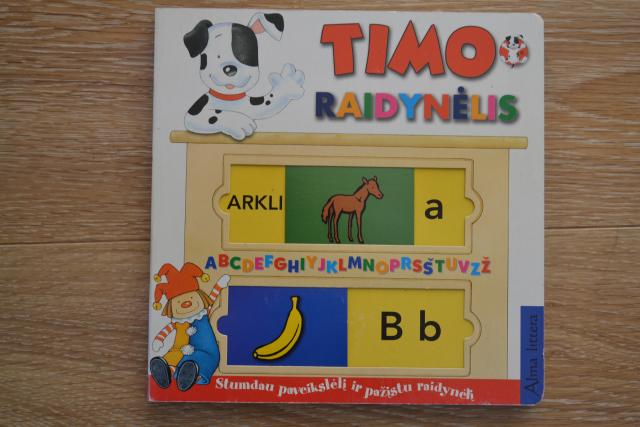 TIMO
RAIDYNĖLIS
ARKLI
a
ABCDEFGHIYJKLMNOPRSŠTUVZŽ
B b
Stumdau paveikslėlį ir pažįstu raidynėlį
Alma littera